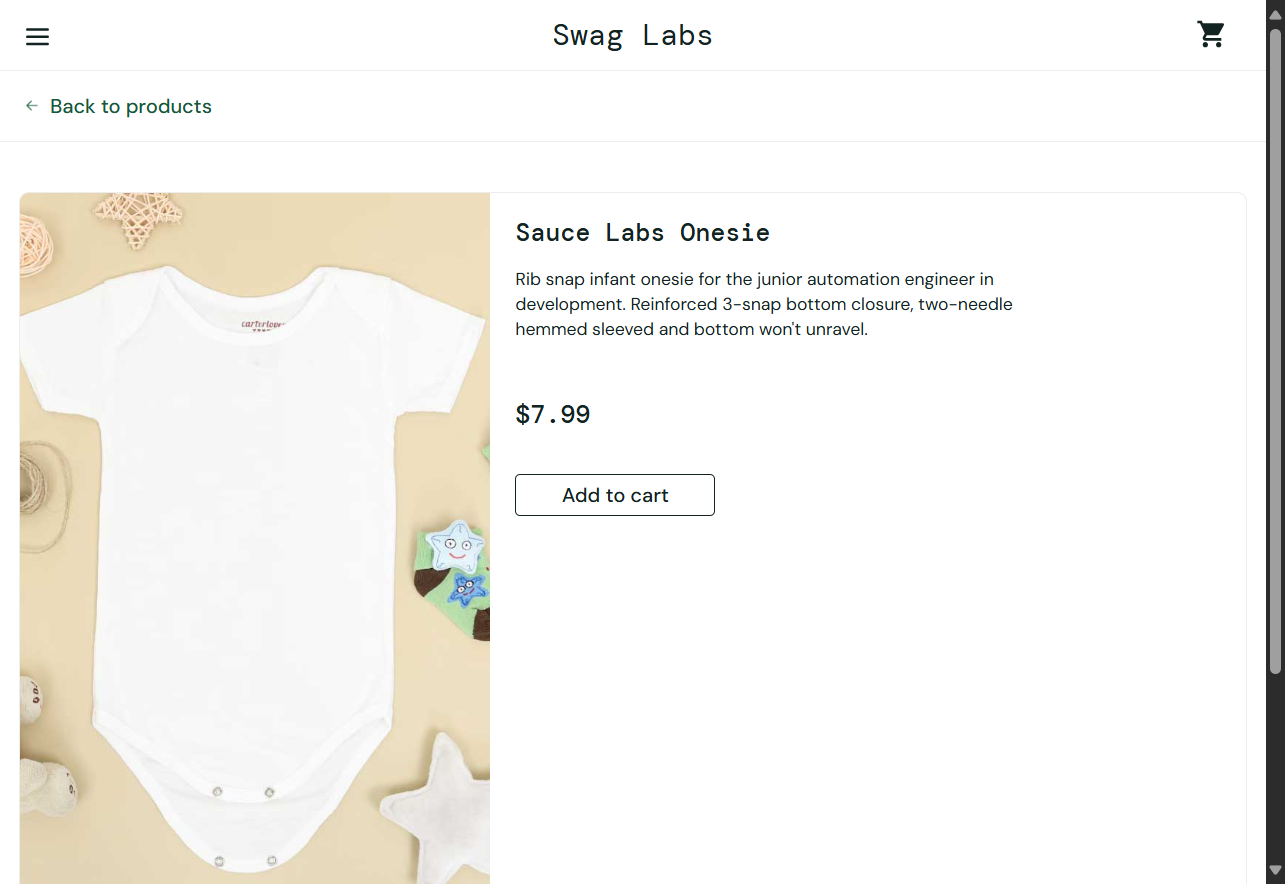 Swag Labs
Back to products
Sauce Labs Onesie
Rib snap infant onesie for the junior automation engineer in
development. Reinforced 3-snap bottom closure, two-needle
hemmed sleeved and bottom won't unravel.
$7.99
Add to cart